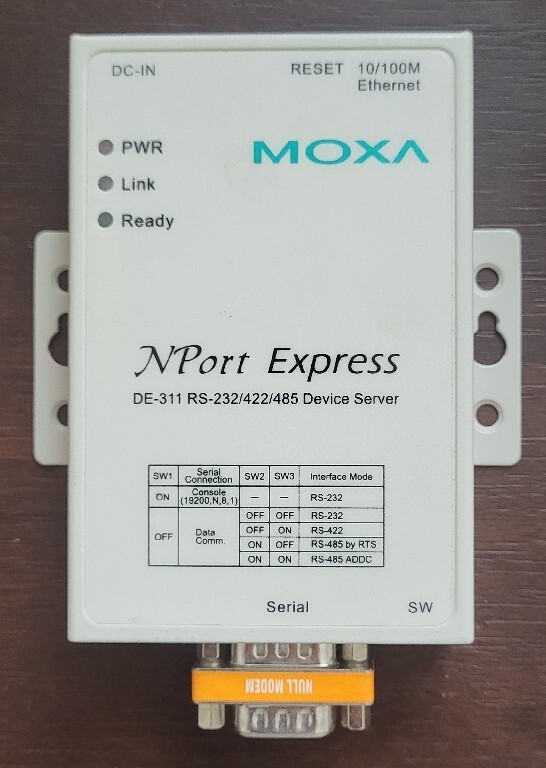 DC-IN RESET 10/100M
Ethernet
PWR
MOXA
Link
Ready
NPort Express
DE-311 RS-232/422/485 Device Server
SW1 Serial Connection SW2 SW3 Interface Mode
ON Console (19200,N,8,1) — — RS-232
OFF Data Comm. OFF OFF RS-232
OFF ON RS-422
ON OFF RS-485 by RTS
ON ON RS-485 ADDC
Serial SW
NULL MODEM